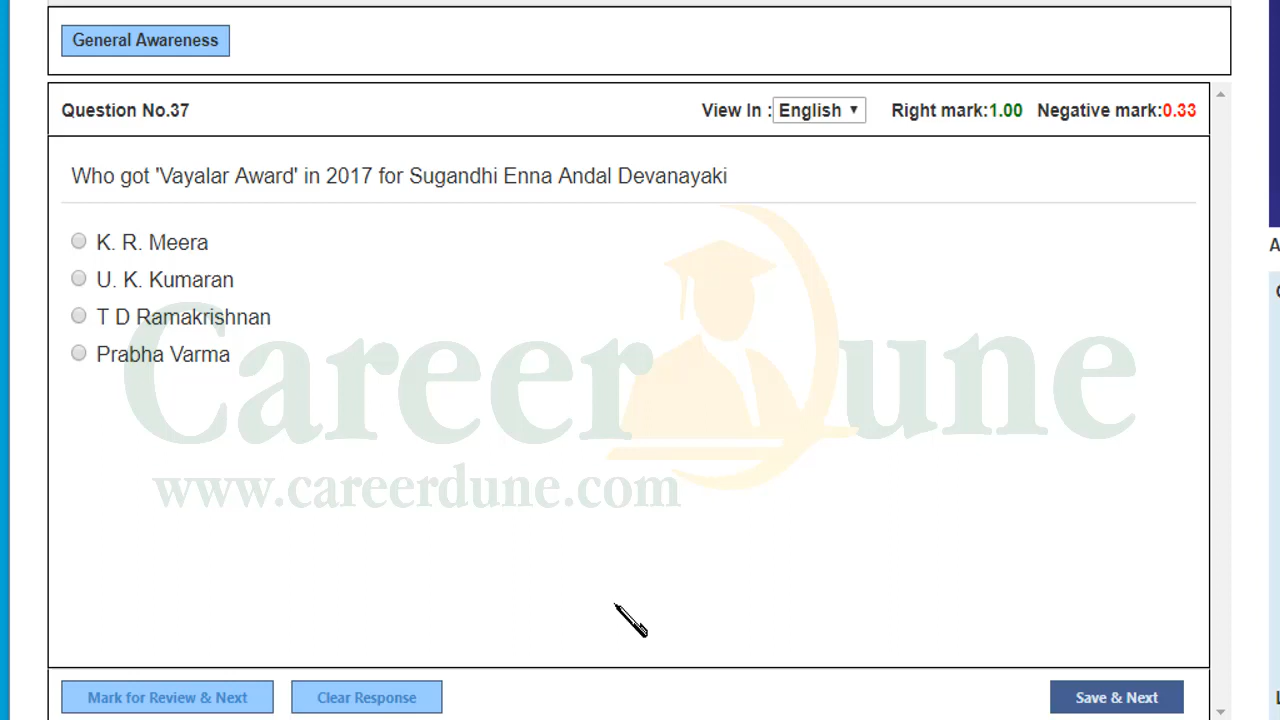 General Awareness
Question No.37 View In : English ▼ Right mark:1.00 Negative mark:0.33
Who got 'Vayalar Award' in 2017 for Sugandhi Enna Andal Devanayaki
K. R. Meera
U. K. Kumaran
T D Ramakrishnan
Prabha Varma
CareerDune
www.careerdune.com
Mark for Review & Next Clear Response Save & Next